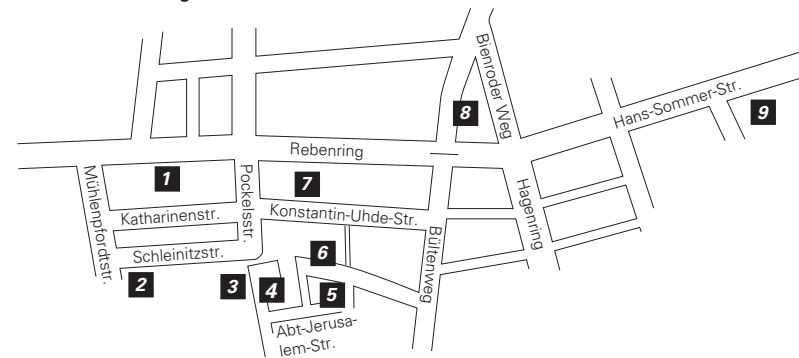 Bienroder Weg
8
Hans-Sommer-Str.
9
Rebenring
Mühlenpfordtstr.
1
Pockelsstr.
7
Hagenring
Katharinenstr.
Konstantin-Uhde-Str.
Bültenweg
Schleinitzstr.
6
2
3
4
5
Abt-Jerusa-
lem-Str.